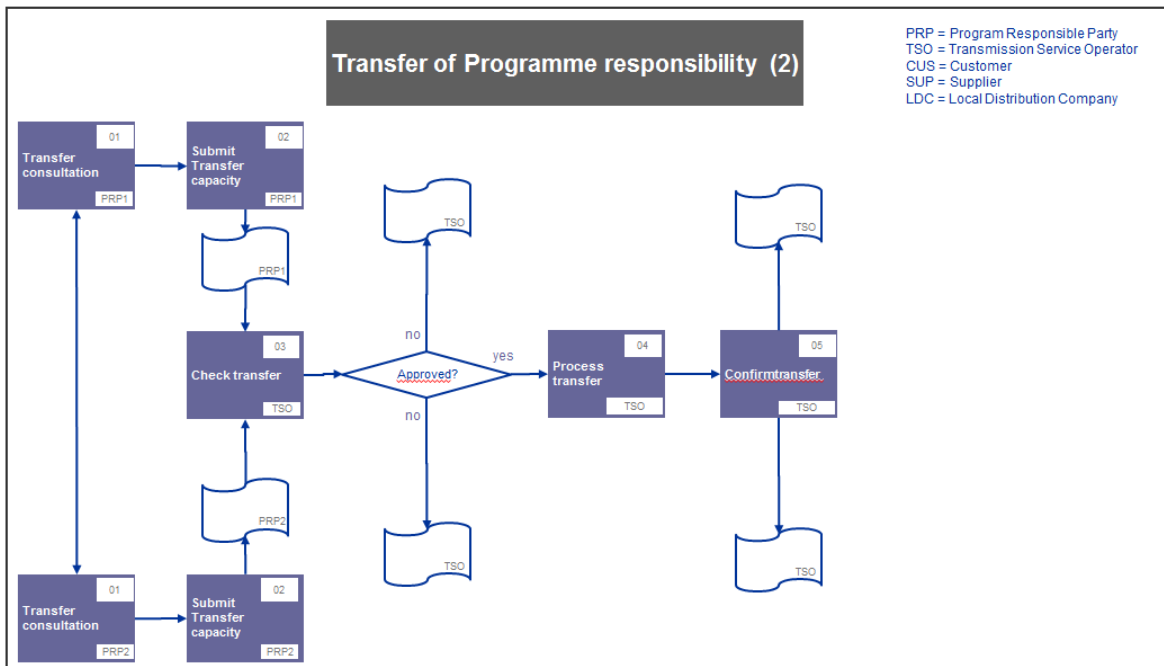 Transfer of Programme responsibility (2)
PRP = Program Responsible Party
TSO = Transmission Service Operator
CUS = Customer
SUP = Supplier
LDC = Local Distribution Company
01
Transfer
consultation
PRP1
02
Submit
Transfer
capacity
PRP1
PRP1
TSO
TSO
03
Check transfer
TSO
no
Approved?
yes
no
04
Process
transfer
TSO
05
Confirmtransfer
TSO
PRP2
TSO
TSO
01
Transfer
consultation
PRP2
02
Submit
Transfer
capacity
PRP2